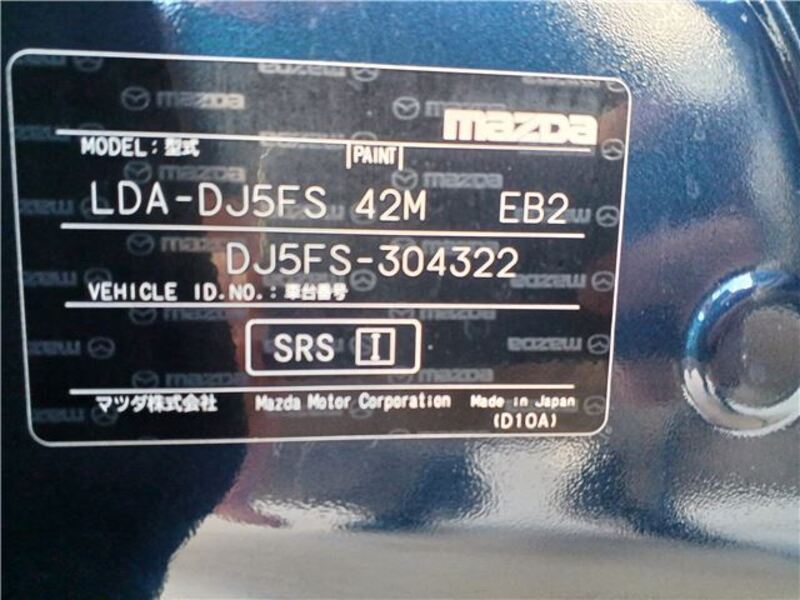 mazda
MODEL: 型式 PAINT
LDA-DJ5FS 42M EB2
DJ5FS-304322
VEHICLE ID.NO.: 車台番号
SRS I
マツダ株式会社 Mazda Motor Corporation Made in Japan
(D10A)